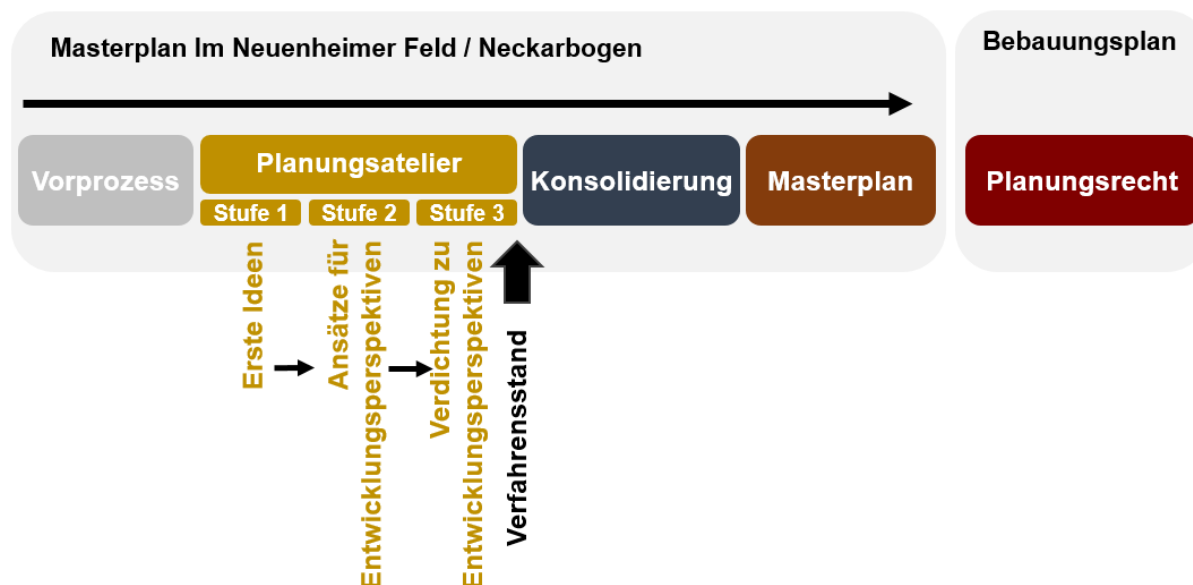 Masterplan Im Neuenheimer Feld / Neckarbogen
Bebauungsplan
Vorprozess
Planungsatelier
Stufe 1
Stufe 2
Stufe 3
Konsolidierung
Masterplan
Planungsrecht
Erste Ideen
Ansätze für
Entwicklungsperspektiven
Verdichtung zu
Entwicklungsperspektiven
Verfahrensstand